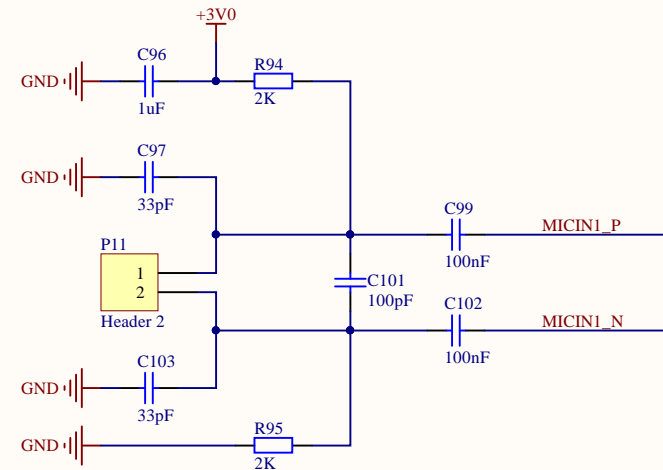 +3V0
C96
GND
1uF
R94
2K
C97
GND
33pF
C99
MICIN1_P
100nF
P11
1
2
Header 2
C101
100pF
C102
MICIN1_N
100nF
C103
GND
33pF
R95
GND
2K